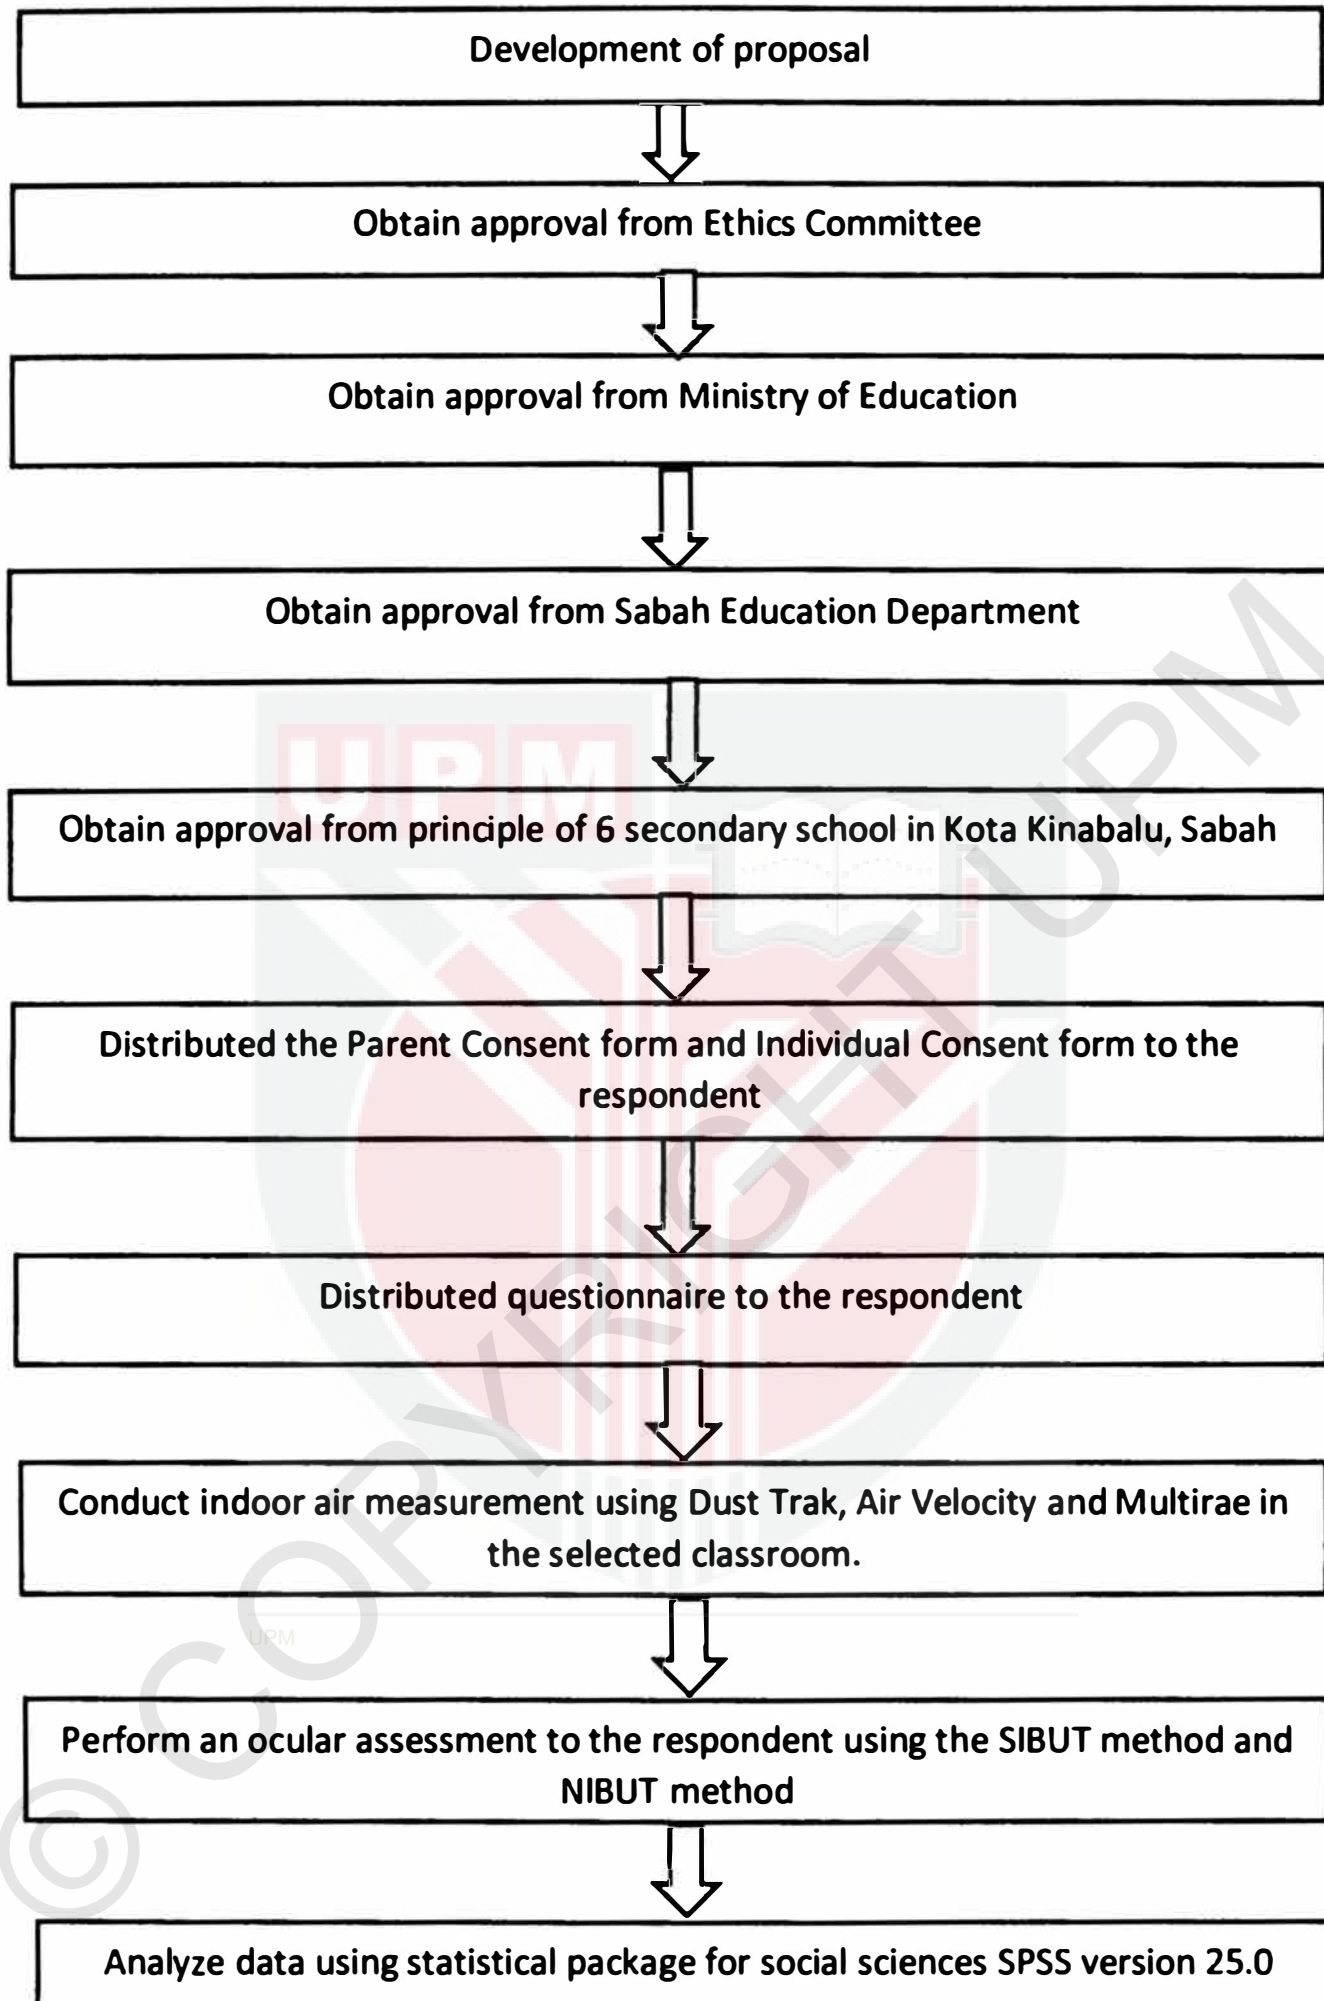 Development of proposal
Obtain approval from Ethics Committee
Obtain approval from Ministry of Education
Obtain approval from Sabah Education Department
UPM
Obtain approval from principle of 6 secondary school in Kota Kinabalu, Sabah
Distributed the Parent Consent form and Individual Consent form to the
respondent
Distributed questionnaire to the respondent
Conduct indoor air measurement using Dust Trak, Air Velocity and Multirae in
the selected classroom.
UPM
Perform an ocular assessment to the respondent using the SIBUT method and
NIBUT method
Analyze data using statistical package for social sciences SPSS version 25.0
© COPYRIGHT UPM